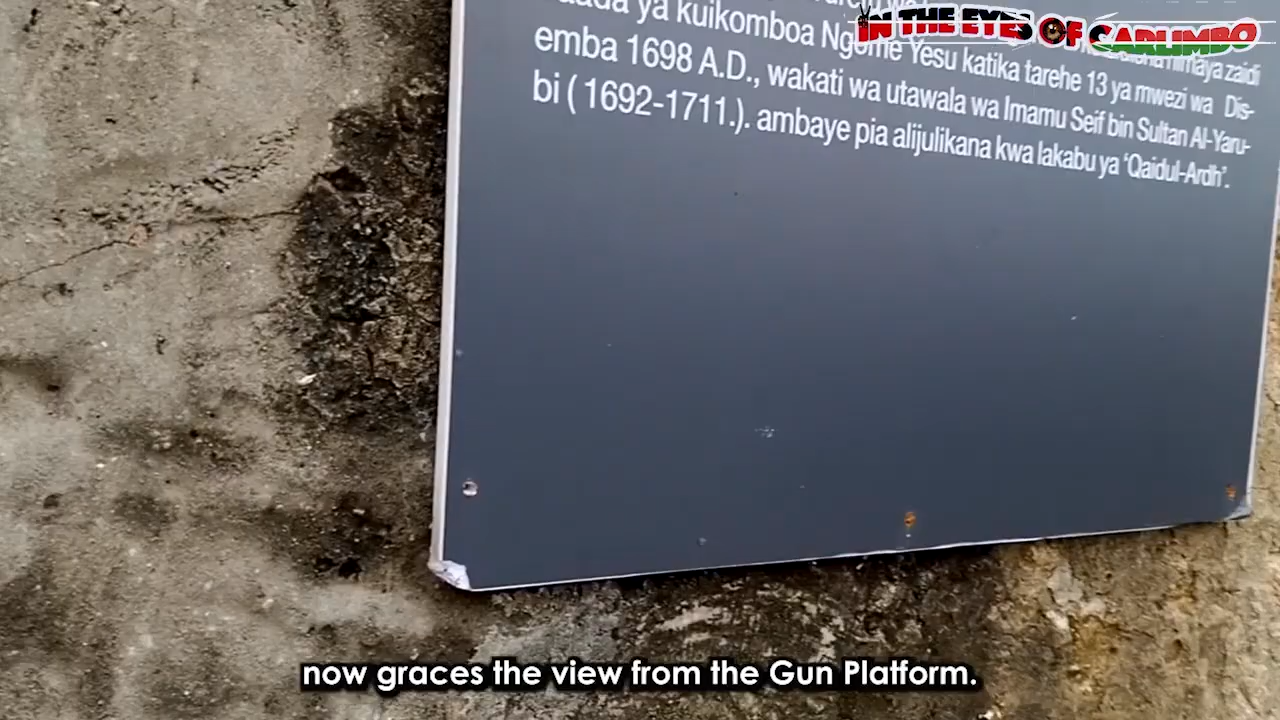 IN THE EYES OF CARLIMBO
ya kuikomboa Ngome Yesu katika tarehe 13 ya mwezi wa Dis-
emba 1698 A.D., wakati wa utawala wa Imamu Seif bin Sultan Al-Yaru-
bi (1692-1711.). ambaye pia alijulikana kwa lakabu ya ‘Qaidul-Ardh’.
now graces the view from the Gun Platform.